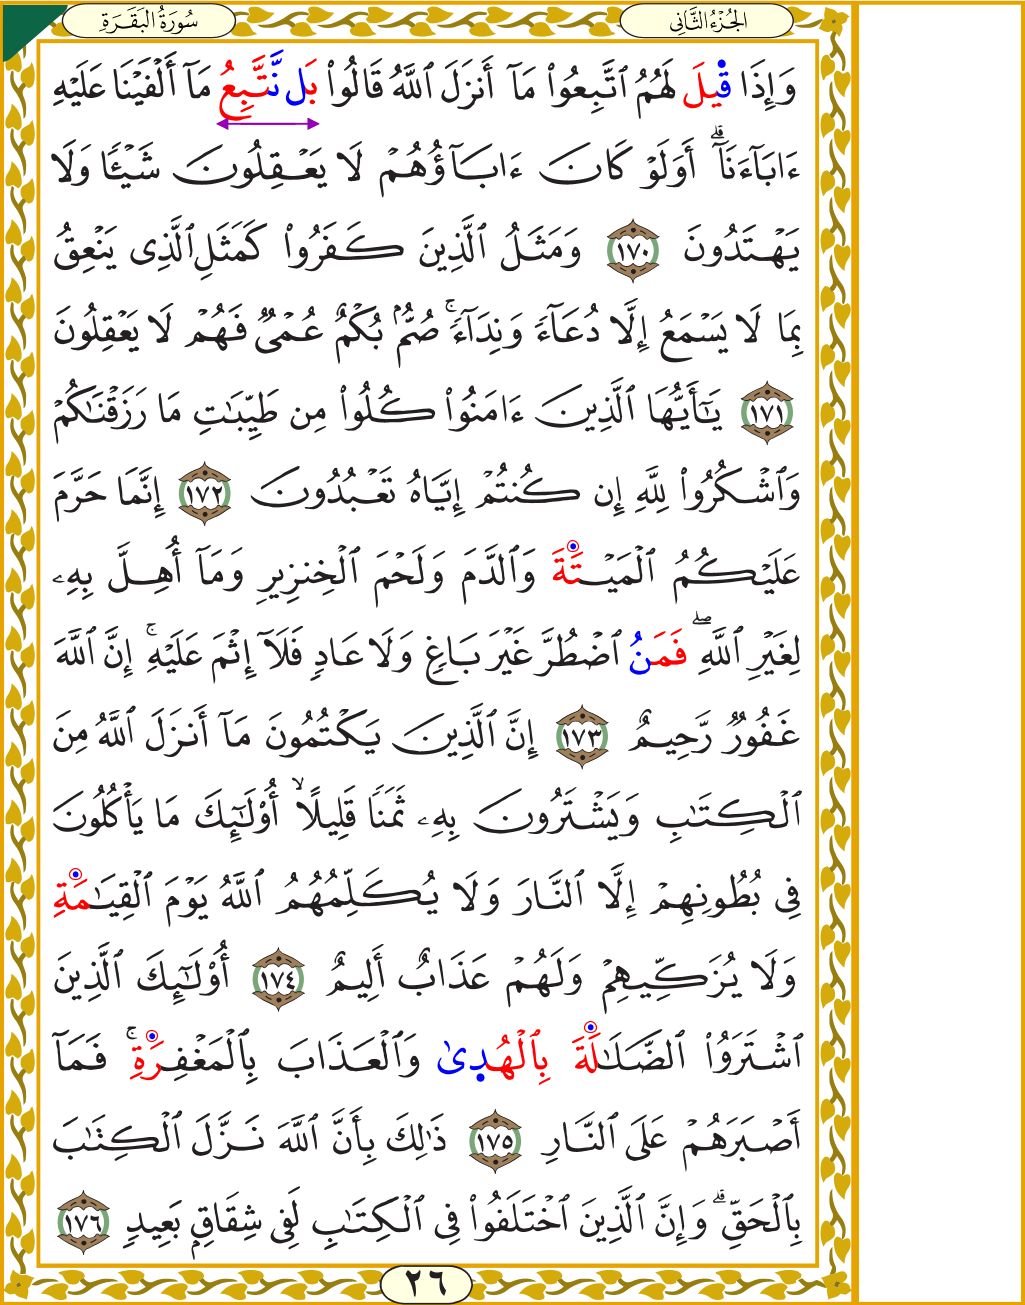 الجُزْءُ الثَّانِي
سُورَةُ البَقَرَةِ
وَإِذَا قِيلَ لَهُمُ ٱتَّبِعُواْ مَآ أَنزَلَ ٱللَّهُ قَالُواْ بَل نَّتَّبِعُ مَآ أَلۡفَيۡنَا عَلَيۡهِ
ءَابَآءَنَآۗ أَوَلَوۡ كَانَ ءَابَآؤُهُمۡ لَا يَعۡقِلُونَ شَيۡـٔٗا وَلَا
يَهۡتَدُونَ ١٧٠ وَمَثَلُ ٱلَّذِينَ كَفَرُواْ كَمَثَلِ ٱلَّذِي يَنۡعِقُ
بِمَا لَا يَسۡمَعُ إِلَّا دُعَآءٗ وَنِدَآءٗۚ صُمُّۢ بُكۡمٌ عُمۡيٞ فَهُمۡ لَا يَعۡقِلُونَ
١٧١ يَٰٓأَيُّهَا ٱلَّذِينَ ءَامَنُواْ كُلُواْ مِن طَيِّبَٰتِ مَا رَزَقۡنَٰكُمۡ
وَٱشۡكُرُواْ لِلَّهِ إِن كُنتُمۡ إِيَّاهُ تَعۡبُدُونَ ١٧٢ إِنَّمَا حَرَّمَ
عَلَيۡكُمُ ٱلۡمَيۡتَةَ وَٱلدَّمَ وَلَحۡمَ ٱلۡخِنزِيرِ وَمَآ أُهِلَّ بِهِۦ
لِغَيۡرِ ٱللَّهِۖ فَمَنُ ٱضۡطُرَّ غَيۡرَ بَاغٖ وَلَا عَادٖ فَلَآ إِثۡمَ عَلَيۡهِۚ إِنَّ ٱللَّهَ
غَفُورٞ رَّحِيمٌ ١٧٣ إِنَّ ٱلَّذِينَ يَكۡتُمُونَ مَآ أَنزَلَ ٱللَّهُ مِنَ
ٱلۡكِتَٰبِ وَيَشۡتَرُونَ بِهِۦ ثَمَنٗا قَلِيلًاۙ أُوْلَٰٓئِكَ مَا يَأۡكُلُونَ
فِي بُطُونِهِمۡ إِلَّا ٱلنَّارَ وَلَا يُكَلِّمُهُمُ ٱللَّهُ يَوۡمَ ٱلۡقِيَٰمَةِ
وَلَا يُزَكِّيهِمۡ وَلَهُمۡ عَذَابٌ أَلِيمٌ ١٧٤ أُوْلَٰٓئِكَ ٱلَّذِينَ
ٱشۡتَرَوُاْ ٱلضَّلَٰلَةَ بِٱلۡهُدَىٰ وَٱلۡعَذَابَ بِٱلۡمَغۡفِرَةِۚ فَمَآ
أَصۡبَرَهُمۡ عَلَى ٱلنَّارِ ١٧٥ ذَٰلِكَ بِأَنَّ ٱللَّهَ نَزَّلَ ٱلۡكِتَٰبَ
بِٱلۡحَقِّۗ وَإِنَّ ٱلَّذِينَ ٱخۡتَلَفُواْ فِي ٱلۡكِتَٰبِ لَفِي شِقَاقِۭ بَعِيدٖ ١٧٦
٢٦